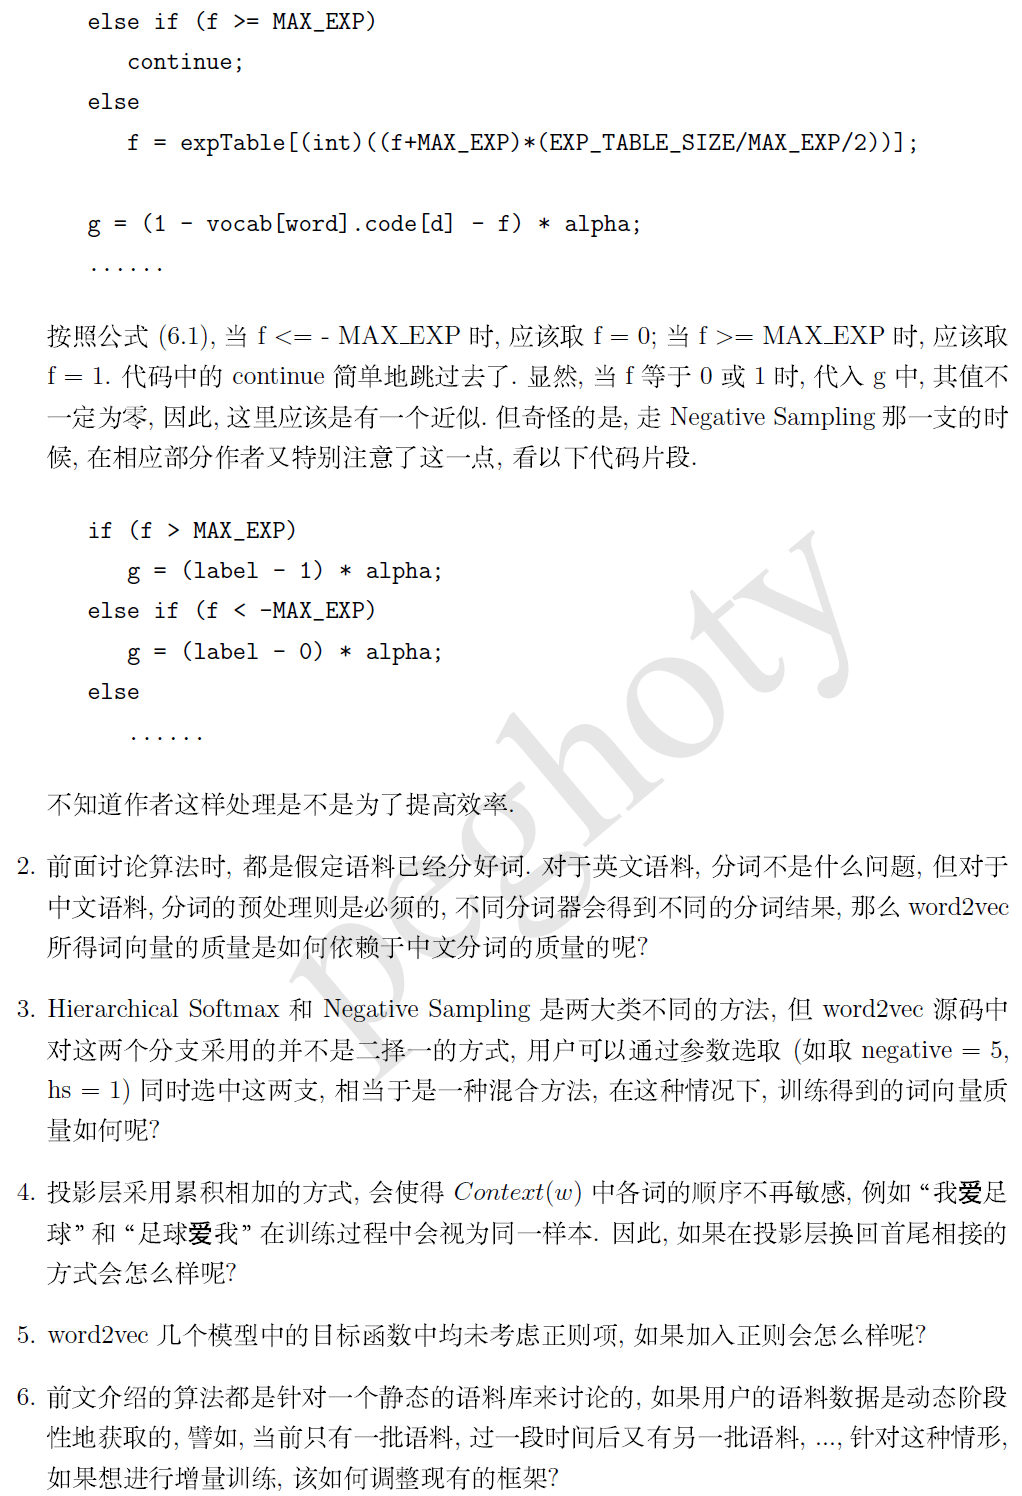 else if (f >= MAX_EXP)
continue;
else
f = expTable[(int)((f+MAX_EXP)*(EXP_TABLE_SIZE/MAX_EXP/2))];
g = (1 - vocab[word].code[d] - f) * alpha;
......
按照公式 (6.1), 当 f <= - MAX_EXP 时, 应该取 f = 0; 当 f >= MAX_EXP 时, 应该取
f = 1. 代码中的 continue 简单地跳过去了. 显然, 当 f 等于 0 或 1 时, 代入 g 中, 其值不
一定为零, 因此, 这里应该是有一个近似. 但奇怪的是, 走 Negative Sampling 那一支的时
候, 在相应部分作者又特别注意了这一点, 看以下代码片段.
if (f > MAX_EXP)
g = (label - 1) * alpha;
else if (f < -MAX_EXP)
g = (label - 0) * alpha;
else
......
不知道作者这样处理是不是为了提高效率.
2. 前面讨论算法时, 都是假定语料已经分好词. 对于英文语料, 分词不是什么问题, 但对于
中文语料, 分词的预处理则是必须的, 不同分词器会得到不同的分词结果, 那么 word2vec
所得词向量的质量是如何依赖于中文分词的质量的呢?
3. Hierarchical Softmax 和 Negative Sampling 是两大类不同的方法, 但 word2vec 源码中
对这两个分支采用的并不是二择一的方式, 用户可以通过参数选取 (如取 negative = 5,
hs = 1) 同时选中这两支, 相当于是一种混合方法, 在这种情况下, 训练得到的词向量质
量如何呢?
4. 投影层采用累积相加的方式, 会使得 Context(w) 中各词的顺序不再敏感, 例如 “我爱足
球” 和 “足球爱我” 在训练过程中会视为同一样本. 因此, 如果在投影层换回首尾相接的
方式会怎么样呢?
5. word2vec 几个模型中的目标函数中均未考虑正则项, 如果加入正则会怎么样呢?
6. 前文介绍的算法都是针对一个静态的语料库来讨论的, 如果用户的语料数据是动态阶段
性地获取的, 譬如, 当前只有一批语料, 过一段时间后又有另一批语料, ..., 针对这种情形,
如果想进行增量训练, 该如何调整现有的框架?
peghoty